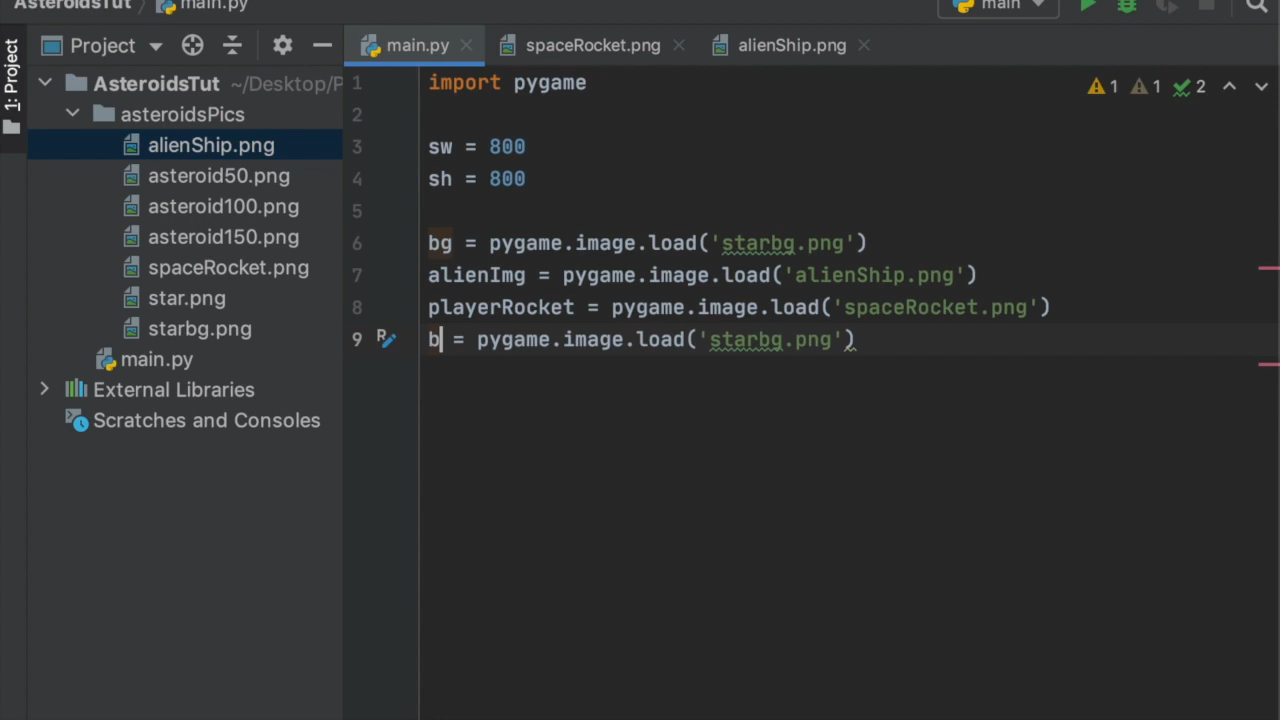 AsteroidsTut main.py main
1: Project
Project
main.py spaceRocket.png alienShip.png
AsteroidsTut ~/Desktop/P
asteroidsPics
alienShip.png
asteroid50.png
asteroid100.png
asteroid150.png
spaceRocket.png
star.png
starbg.png
main.py
External Libraries
Scratches and Consoles
1 import pygame
1 1 2
2
3 sw = 800
4 sh = 800
5
6 bg = pygame.image.load('starbg.png')
7 alienImg = pygame.image.load('alienShip.png')
8 playerRocket = pygame.image.load('spaceRocket.png')
9 b = pygame.image.load('starbg.png')